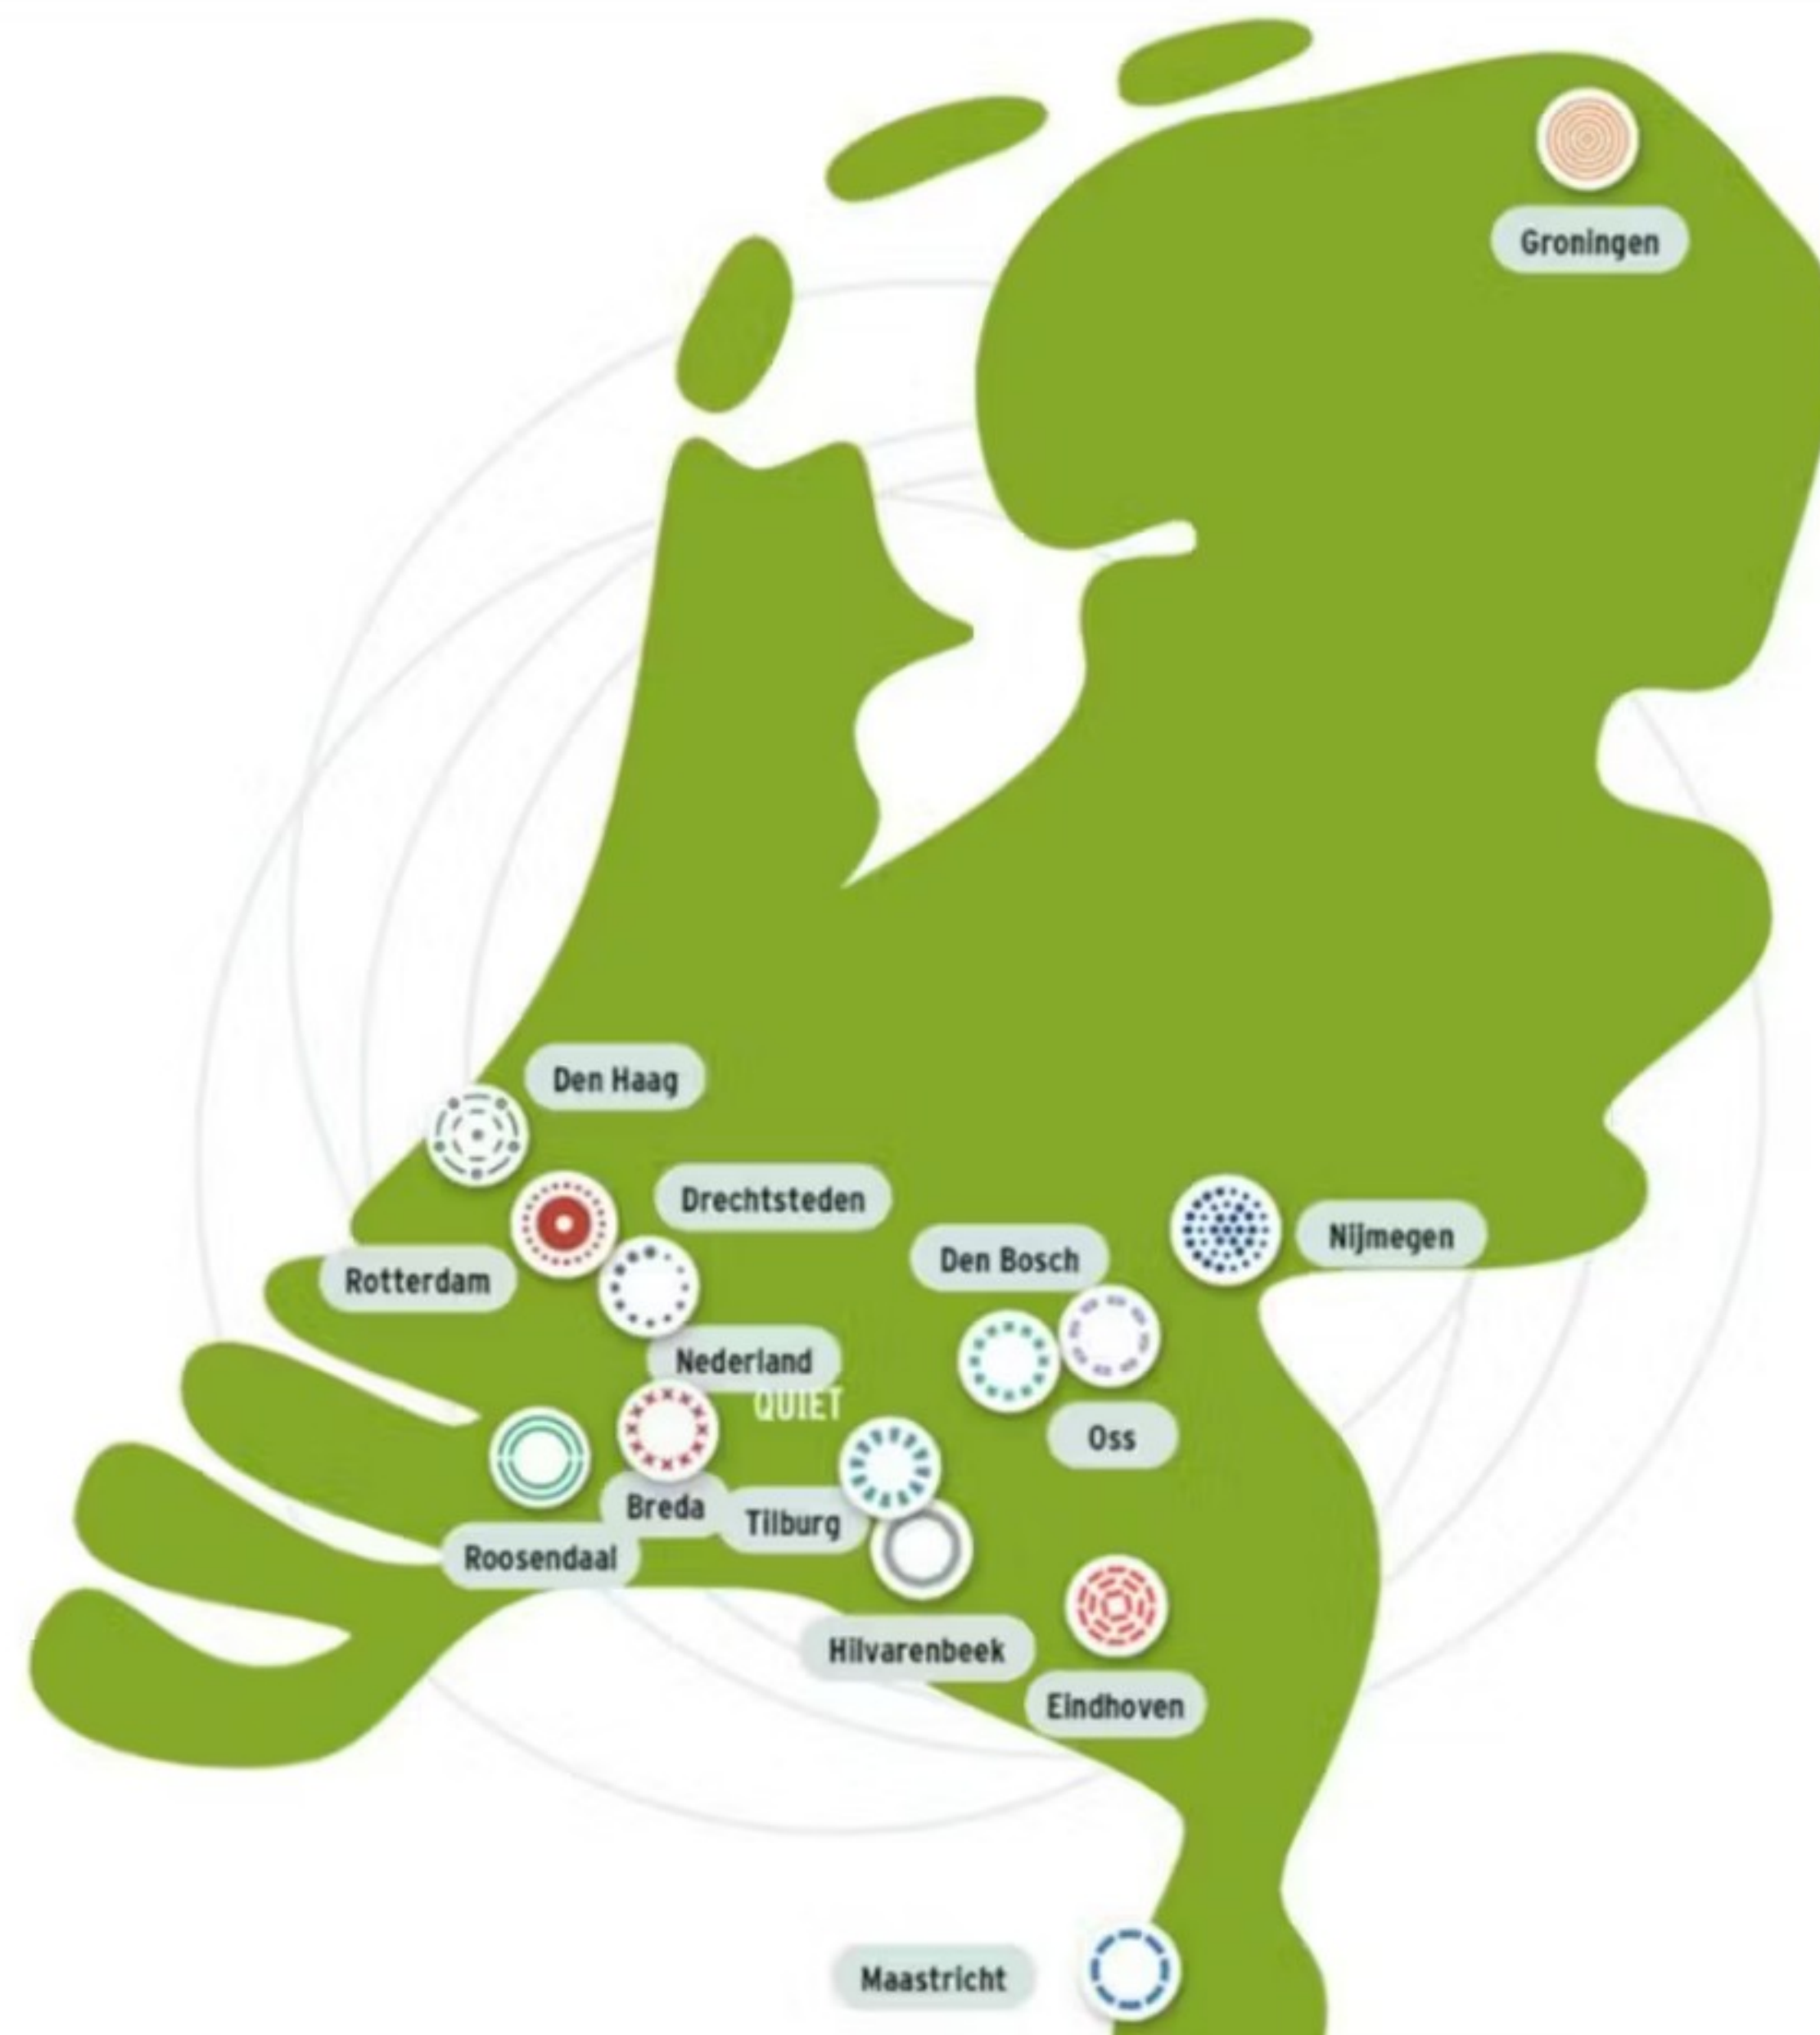 Groningen
Den Haag
Drechtsteden
Nijmegen
Den Bosch
Rotterdam
Nederland
QUIET
Oss
Breda
Tilburg
Roosendaal
Hilvarenbeek
Eindhoven
Maastricht